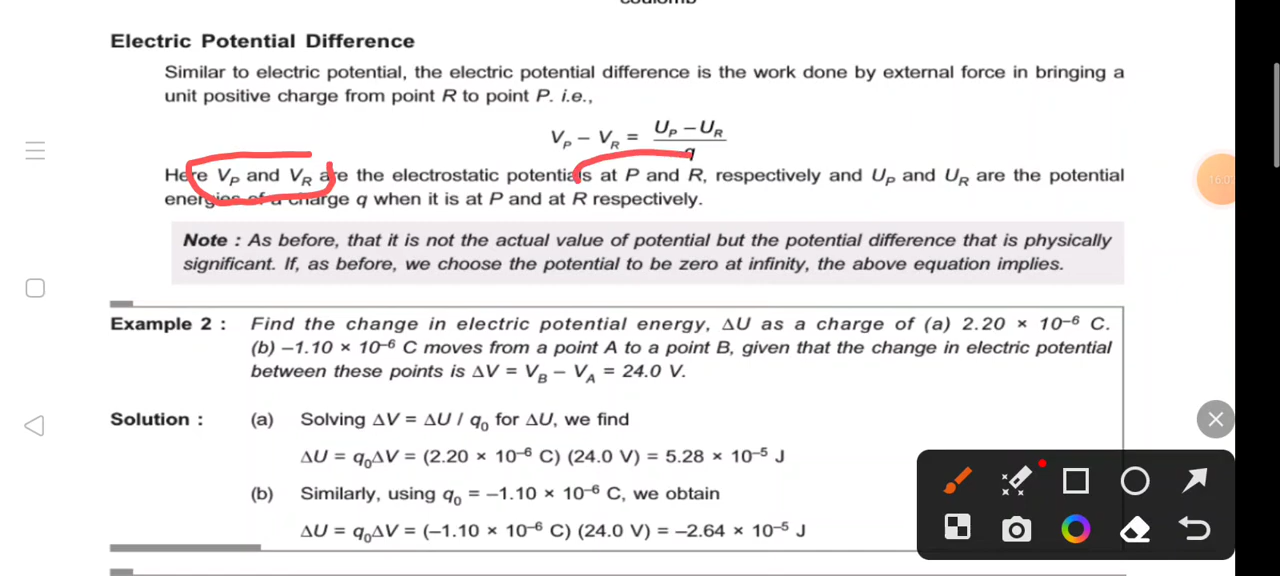 coulomb
Electric Potential Difference
Similar to electric potential, the electric potential difference is the work done by external force in bringing a
unit positive charge from point R to point P. i.e.,
V_P − V_R = (U_P − U_R) / q
Here V_P and V_R are the electrostatic potentials at P and R, respectively and U_P and U_R are the potential
energies of a charge q when it is at P and at R respectively.
Note : As before, that it is not the actual value of potential but the potential difference that is physically
significant. If, as before, we choose the potential to be zero at infinity, the above equation implies.
Example 2 : Find the change in electric potential energy, ΔU as a charge of (a) 2.20 × 10⁻⁶ C.
(b) –1.10 × 10⁻⁶ C moves from a point A to a point B, given that the change in electric potential
between these points is ΔV = V_B − V_A = 24.0 V.
Solution : (a) Solving ΔV = ΔU / q₀ for ΔU, we find
ΔU = q₀ΔV = (2.20 × 10⁻⁶ C) (24.0 V) = 5.28 × 10⁻⁵ J
(b) Similarly, using q₀ = –1.10 × 10⁻⁶ C, we obtain
ΔU = q₀ΔV = (–1.10 × 10⁻⁶ C) (24.0 V) = –2.64 × 10⁻⁵ J